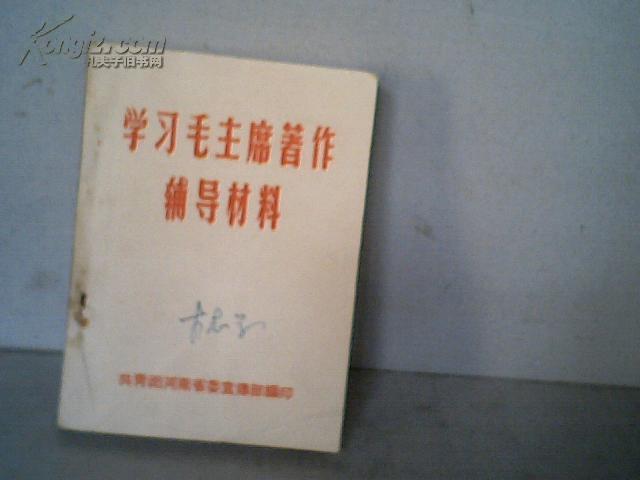 Kongfz.com
孔夫子旧书网
学习毛主席著作
辅导材料
共青团河南省委宣传部编印